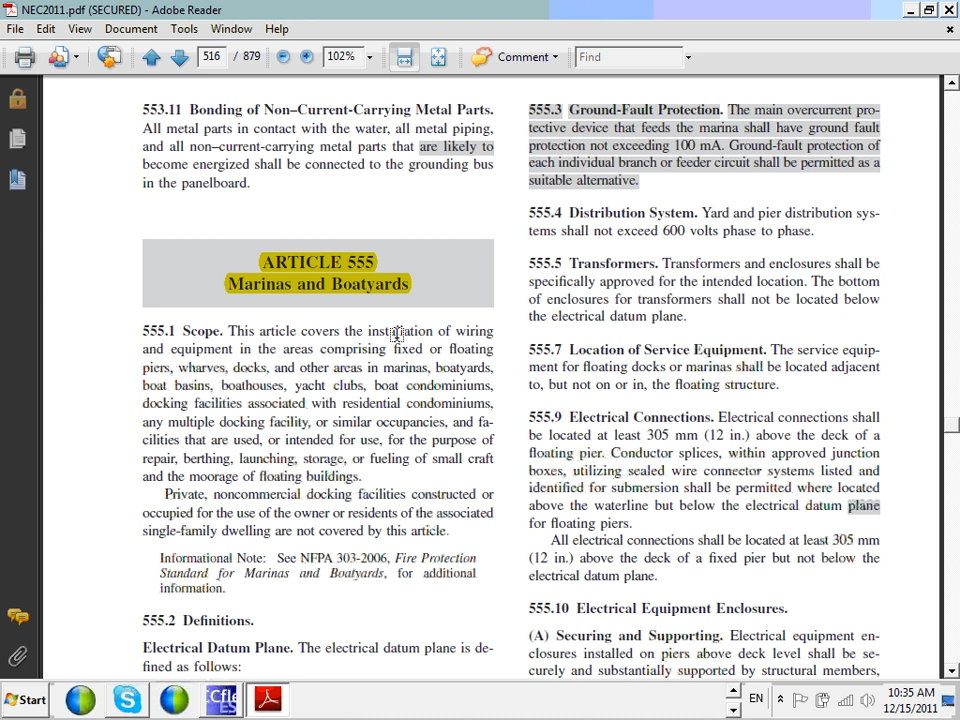 NEC2011.pdf (SECURED) - Adobe Reader
File Edit View Document Tools Window Help
516 / 879 102% Comment Find
553.11 Bonding of Non–Current-Carrying Metal Parts.
All metal parts in contact with the water, all metal piping,
and all non–current-carrying metal parts that are likely to
become energized shall be connected to the grounding bus
in the panelboard.
ARTICLE 555
Marinas and Boatyards
555.1 Scope. This article covers the installation of wiring
and equipment in the areas comprising fixed or floating
piers, wharves, docks, and other areas in marinas, boatyards,
boat basins, boathouses, yacht clubs, boat condominiums,
docking facilities associated with residential condominiums,
any multiple docking facility, or similar occupancies, and fa-
cilities that are used, or intended for use, for the purpose of
repair, berthing, launching, storage, or fueling of small craft
and the moorage of floating buildings.
Private, noncommercial docking facilities constructed or
occupied for the use of the owner or residents of the associated
single-family dwelling are not covered by this article.
Informational Note: See NFPA 303-2006, Fire Protection
Standard for Marinas and Boatyards, for additional
information.
555.2 Definitions.
Electrical Datum Plane. The electrical datum plane is de-
fined as follows:
555.3 Ground-Fault Protection. The main overcurrent pro-
tective device that feeds the marina shall have ground fault
protection not exceeding 100 mA. Ground-fault protection of
each individual branch or feeder circuit shall be permitted as a
suitable alternative.
555.4 Distribution System. Yard and pier distribution sys-
tems shall not exceed 600 volts phase to phase.
555.5 Transformers. Transformers and enclosures shall be
specifically approved for the intended location. The bottom
of enclosures for transformers shall not be located below
the electrical datum plane.
555.7 Location of Service Equipment. The service equip-
ment for floating docks or marinas shall be located adjacent
to, but not on or in, the floating structure.
555.9 Electrical Connections. Electrical connections shall
be located at least 305 mm (12 in.) above the deck of a
floating pier. Conductor splices, within approved junction
boxes, utilizing sealed wire connector systems listed and
identified for submersion shall be permitted where located
above the waterline but below the electrical datum plane
for floating piers.
All electrical connections shall be located at least 305 mm
(12 in.) above the deck of a fixed pier but not below the
electrical datum plane.
555.10 Electrical Equipment Enclosures.
(A) Securing and Supporting. Electrical equipment en-
closures installed on piers above deck level shall be se-
curely and substantially supported by structural members,
Start
EN
10:35 AM
12/15/2011